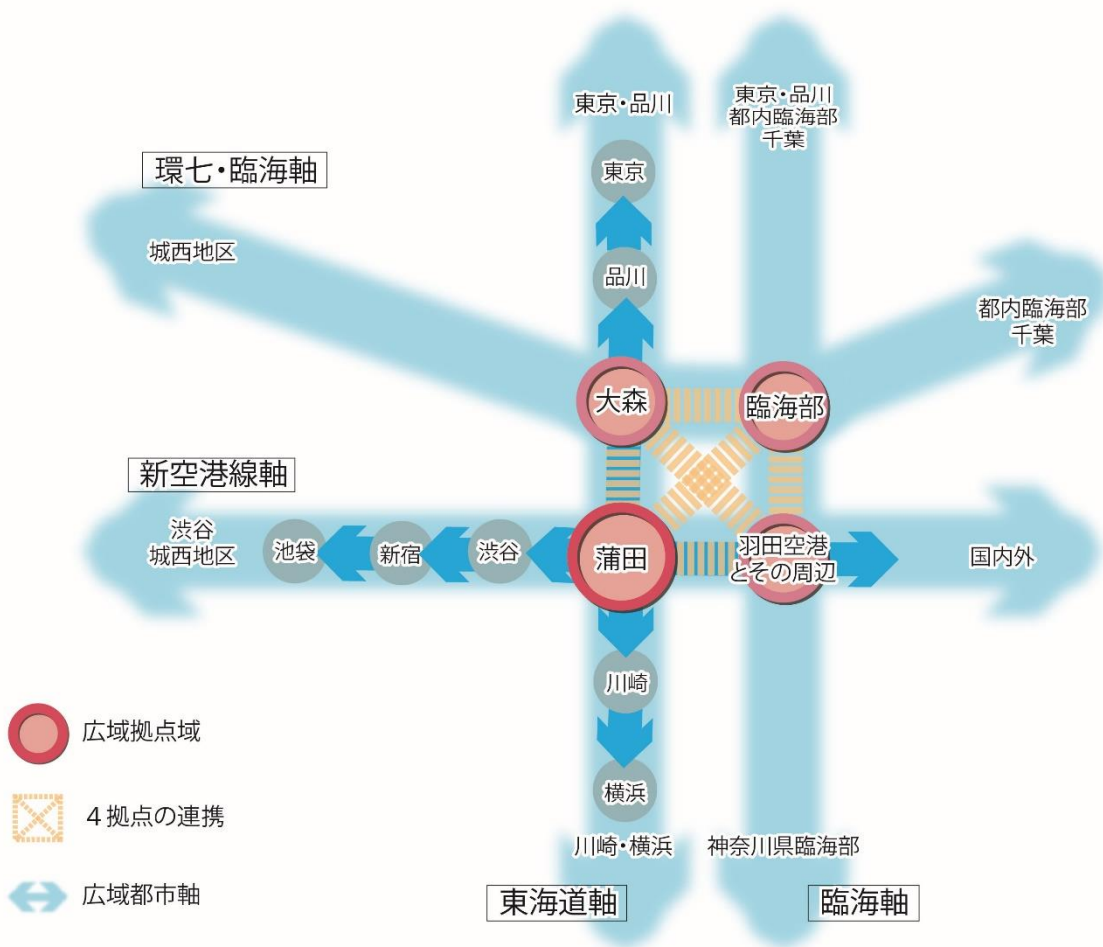 東京・品川
東京・品川
都内臨海部
千葉
環七・臨海軸
東京
城西地区
品川
都内臨海部
千葉
大森
臨海部
新空港線軸
渋谷
城西地区
池袋
新宿
渋谷
蒲田
羽田空港
とその周辺
国内外
川崎
広域拠点域
横浜
4拠点の連携
川崎・横浜
神奈川県臨海部
広域都市軸
東海道軸
臨海軸